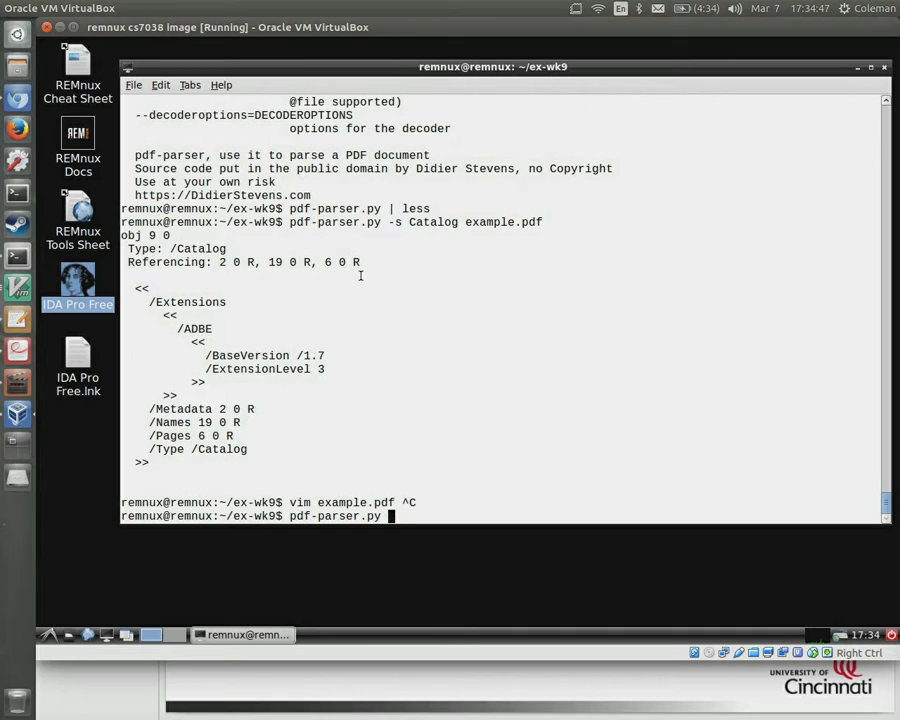 Oracle VM VirtualBox
En
(4:34)
Mar 7
17:34:47
Coleman
remnux cs7038 image [Running] - Oracle VM VirtualBox
REMnux
Cheat Sheet
REM
REMnux
Docs
REMnux
Tools Sheet
IDA Pro Free
IDA Pro
Free.lnk
remnux@remnux: ~/ex-wk9
File Edit Tabs Help
@file supported)
--decoderoptions=DECODEROPTIONS
options for the decoder
pdf-parser, use it to parse a PDF document
Source code put in the public domain by Didier Stevens, no Copyright
Use at your own risk
https://DidierStevens.com
remnux@remnux:~/ex-wk9$ pdf-parser.py | less
remnux@remnux:~/ex-wk9$ pdf-parser.py -s Catalog example.pdf
obj 9 0
Type: /Catalog
Referencing: 2 0 R, 19 0 R, 6 0 R
<<
/Extensions
<<
/ADBE
<<
/BaseVersion /1.7
/ExtensionLevel 3
>>
>>
/Metadata 2 0 R
/Names 19 0 R
/Pages 6 0 R
/Type /Catalog
>>
remnux@remnux:~/ex-wk9$ vim example.pdf ^C
remnux@remnux:~/ex-wk9$ pdf-parser.py
remnux@remn...
17:34
Right Ctrl
UNIVERSITY OF
Cincinnati